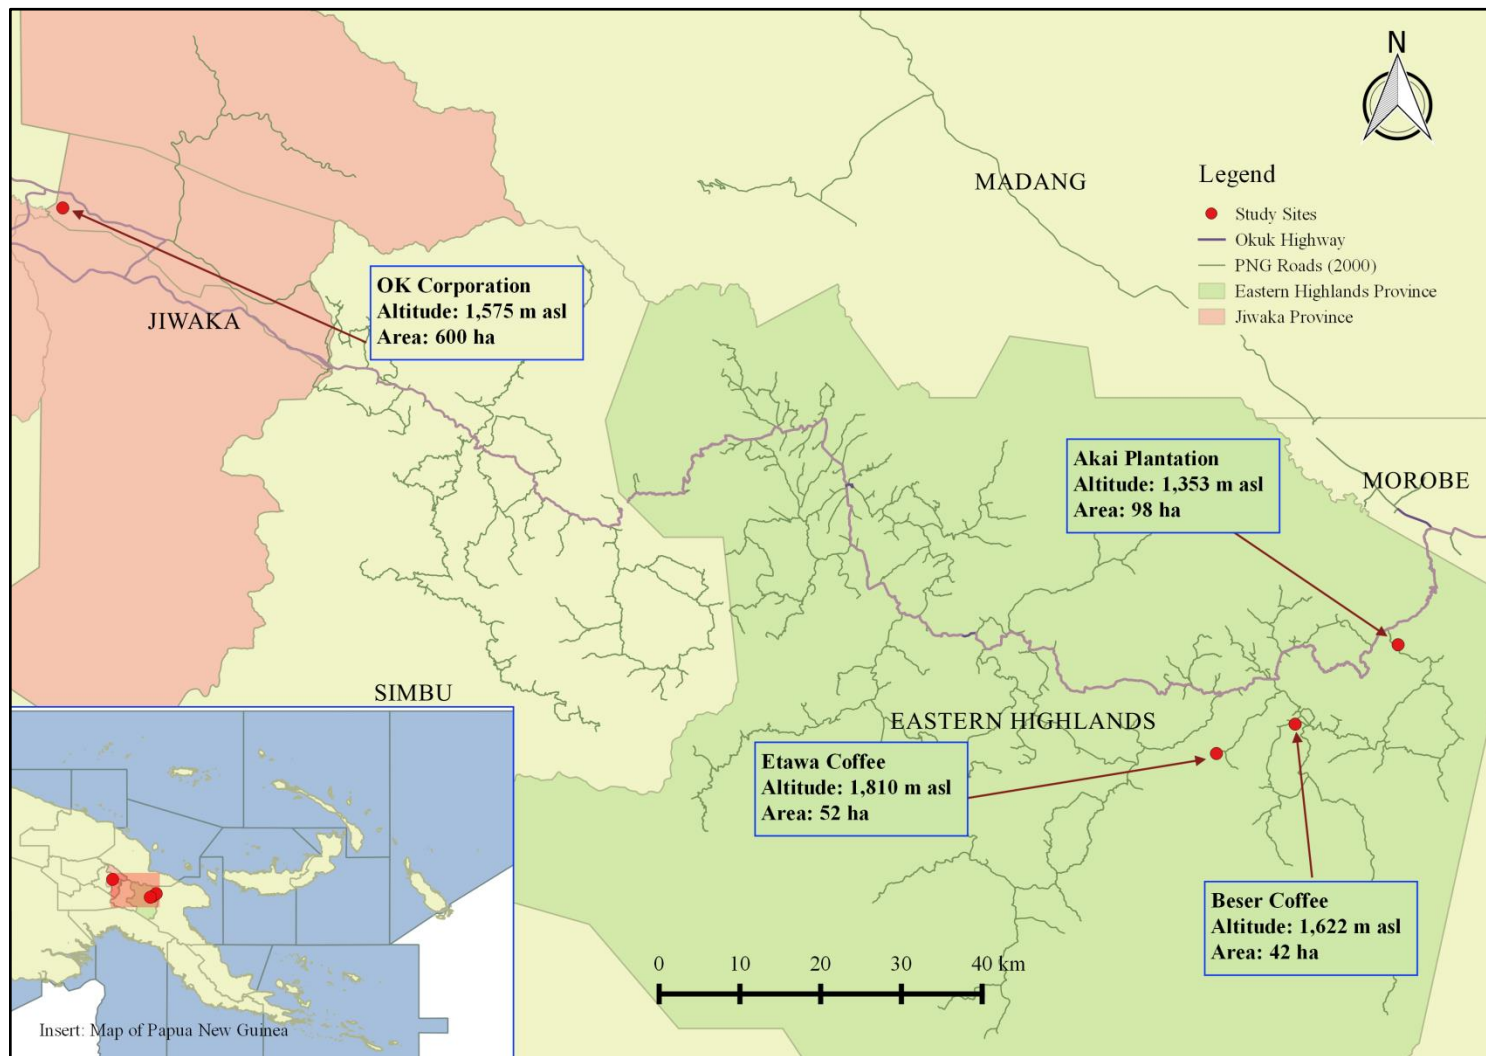 N
MADANG
Legend
Study Sites
Okuk Highway
PNG Roads (2000)
Eastern Highlands Province
Jiwaka Province
OK Corporation
Altitude: 1,575 m asl
Area: 600 ha
JIWAKA
Akai Plantation
Altitude: 1,353 m asl
Area: 98 ha
MOROBE
SIMBU
EASTERN HIGHLANDS
Etawa Coffee
Altitude: 1,810 m asl
Area: 52 ha
Beser Coffee
Altitude: 1,622 m asl
Area: 42 ha
0 10 20 30 40 km
Insert: Map of Papua New Guinea